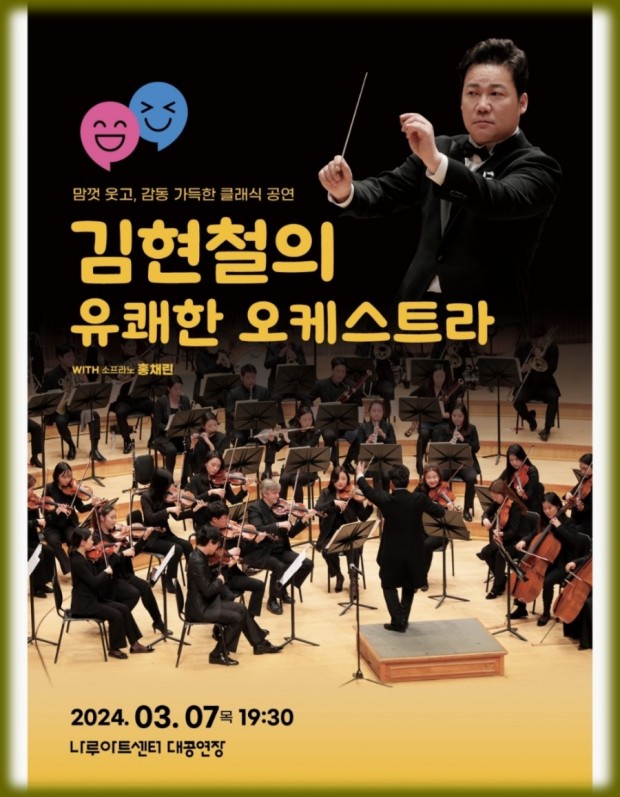 맘껏 웃고, 감동 가득한 클래식 공연
김현철의
유쾌한 오케스트라
WITH 소프라노 홍채린
2024. 03. 07 목 19:30
나루아트센터 대공연장